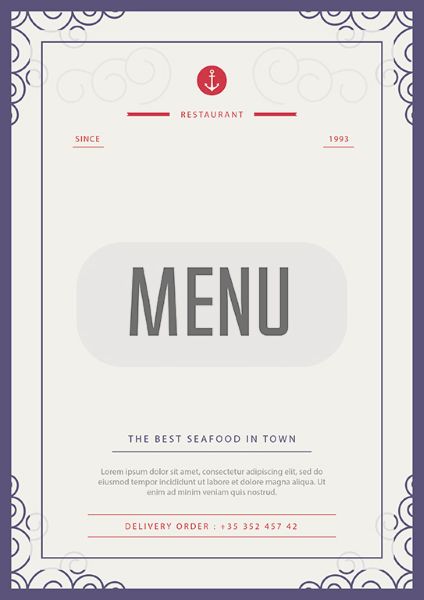 RESTAURANT
SINCE
1993
MENU
THE BEST SEAFOOD IN TOWN
Lorem ipsum dolor sit amet, consectetur adipiscing elit, sed do eiusmod
tempor incididunt ut labore et dolore magna aliqua. Ut
enim ad minim veniam quis nostrud.
DELIVERY ORDER : +35 352 457 42